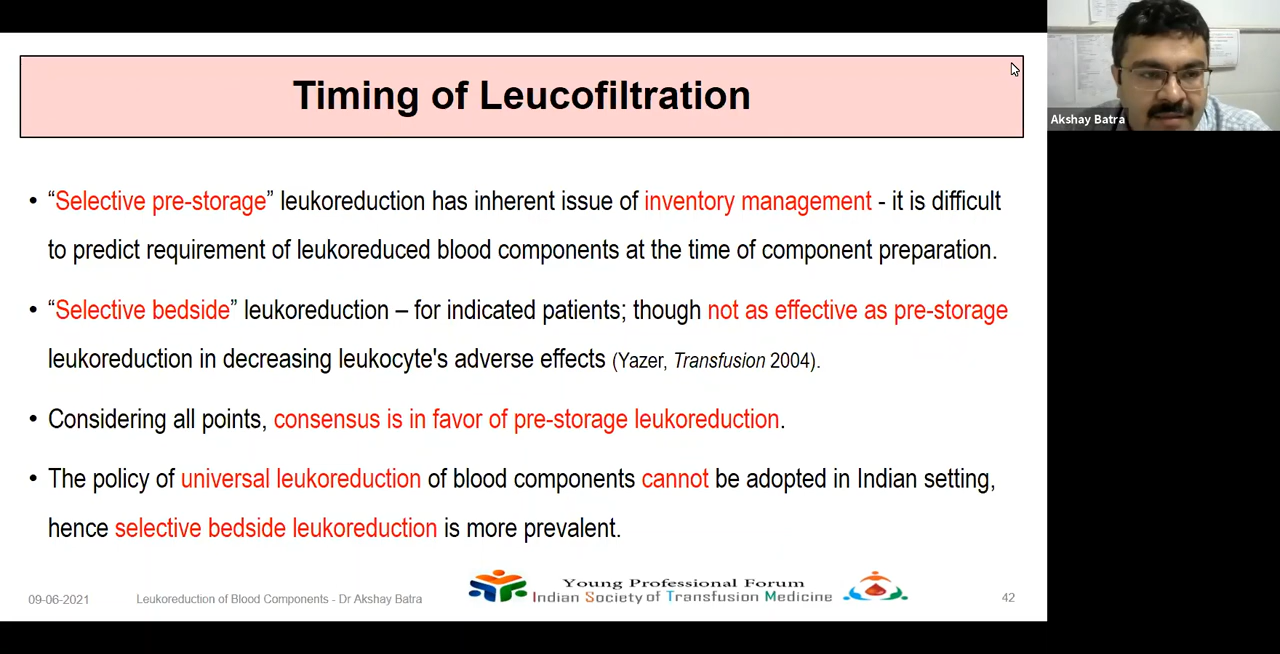 Timing of Leucofiltration
Akshay Batra
• “Selective pre-storage” leukoreduction has inherent issue of inventory management - it is difficult
to predict requirement of leukoreduced blood components at the time of component preparation.
• “Selective bedside” leukoreduction – for indicated patients; though not as effective as pre-storage
leukoreduction in decreasing leukocyte's adverse effects (Yazer, Transfusion 2004).
• Considering all points, consensus is in favor of pre-storage leukoreduction.
• The policy of universal leukoreduction of blood components cannot be adopted in Indian setting,
hence selective bedside leukoreduction is more prevalent.
Young Professional Forum
Indian Society of Transfusion Medicine
09-06-2021
Leukoreduction of Blood Components - Dr Akshay Batra
42